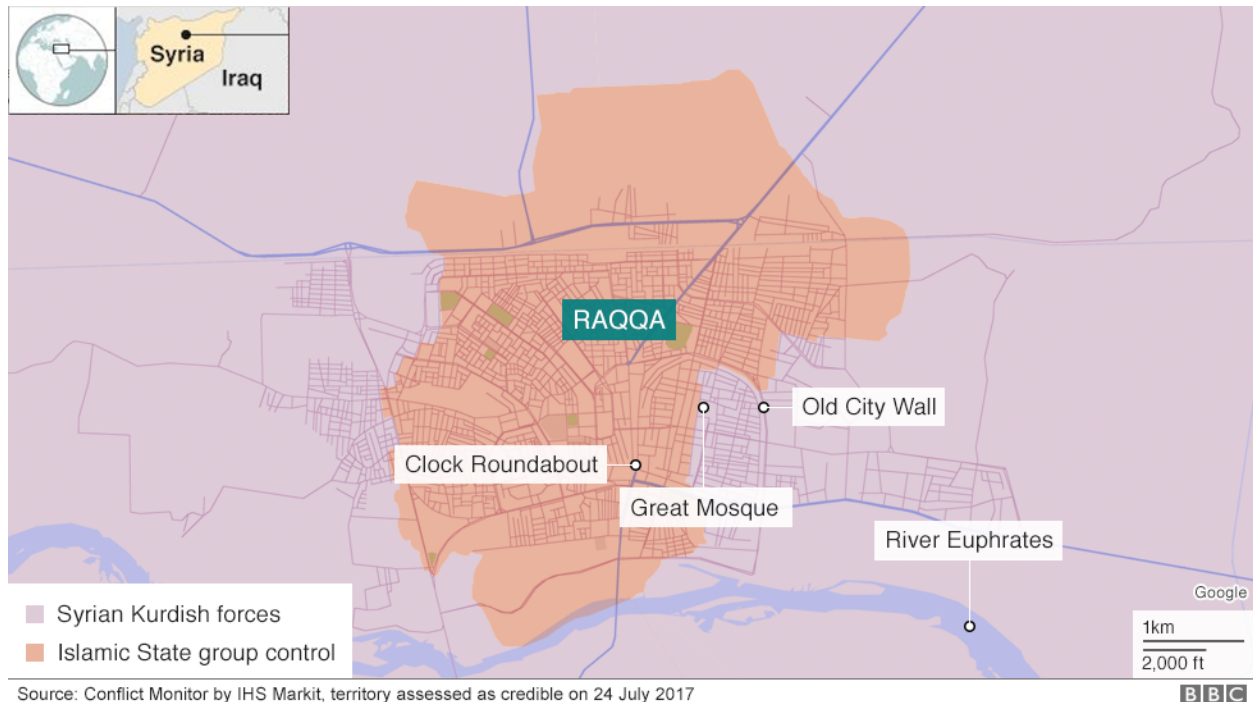 Syria
Iraq
RAQQA
Old City Wall
Clock Roundabout
Great Mosque
River Euphrates
Syrian Kurdish forces
Islamic State group control
Google
1km
2,000 ft
Source: Conflict Monitor by IHS Markit, territory assessed as credible on 24 July 2017
BBC